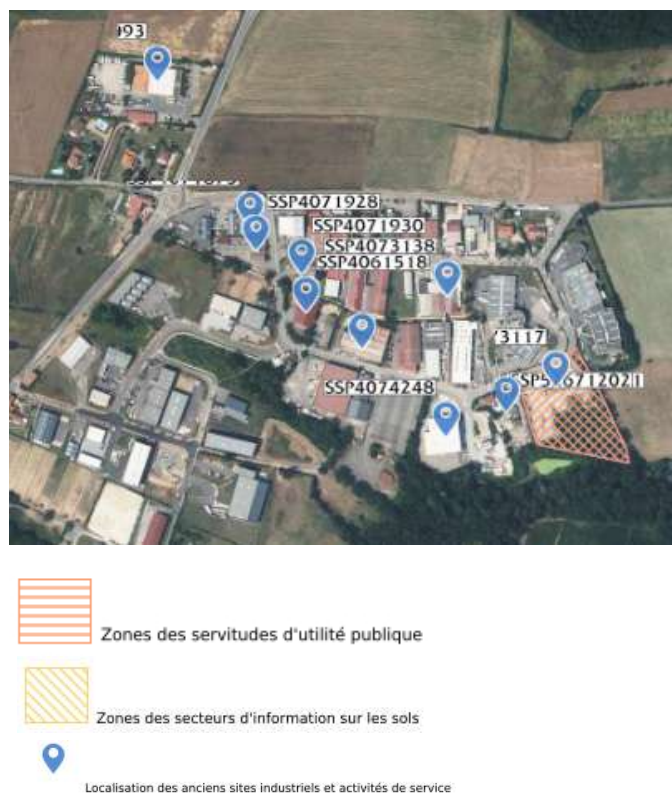 SSP4071928
SSP4071930
SSP4073138
SSP4061518
3117
SSP4074248
Zones des servitudes d'utilité publique
Zones des secteurs d'information sur les sols
Localisation des anciens sites industriels et activités de service